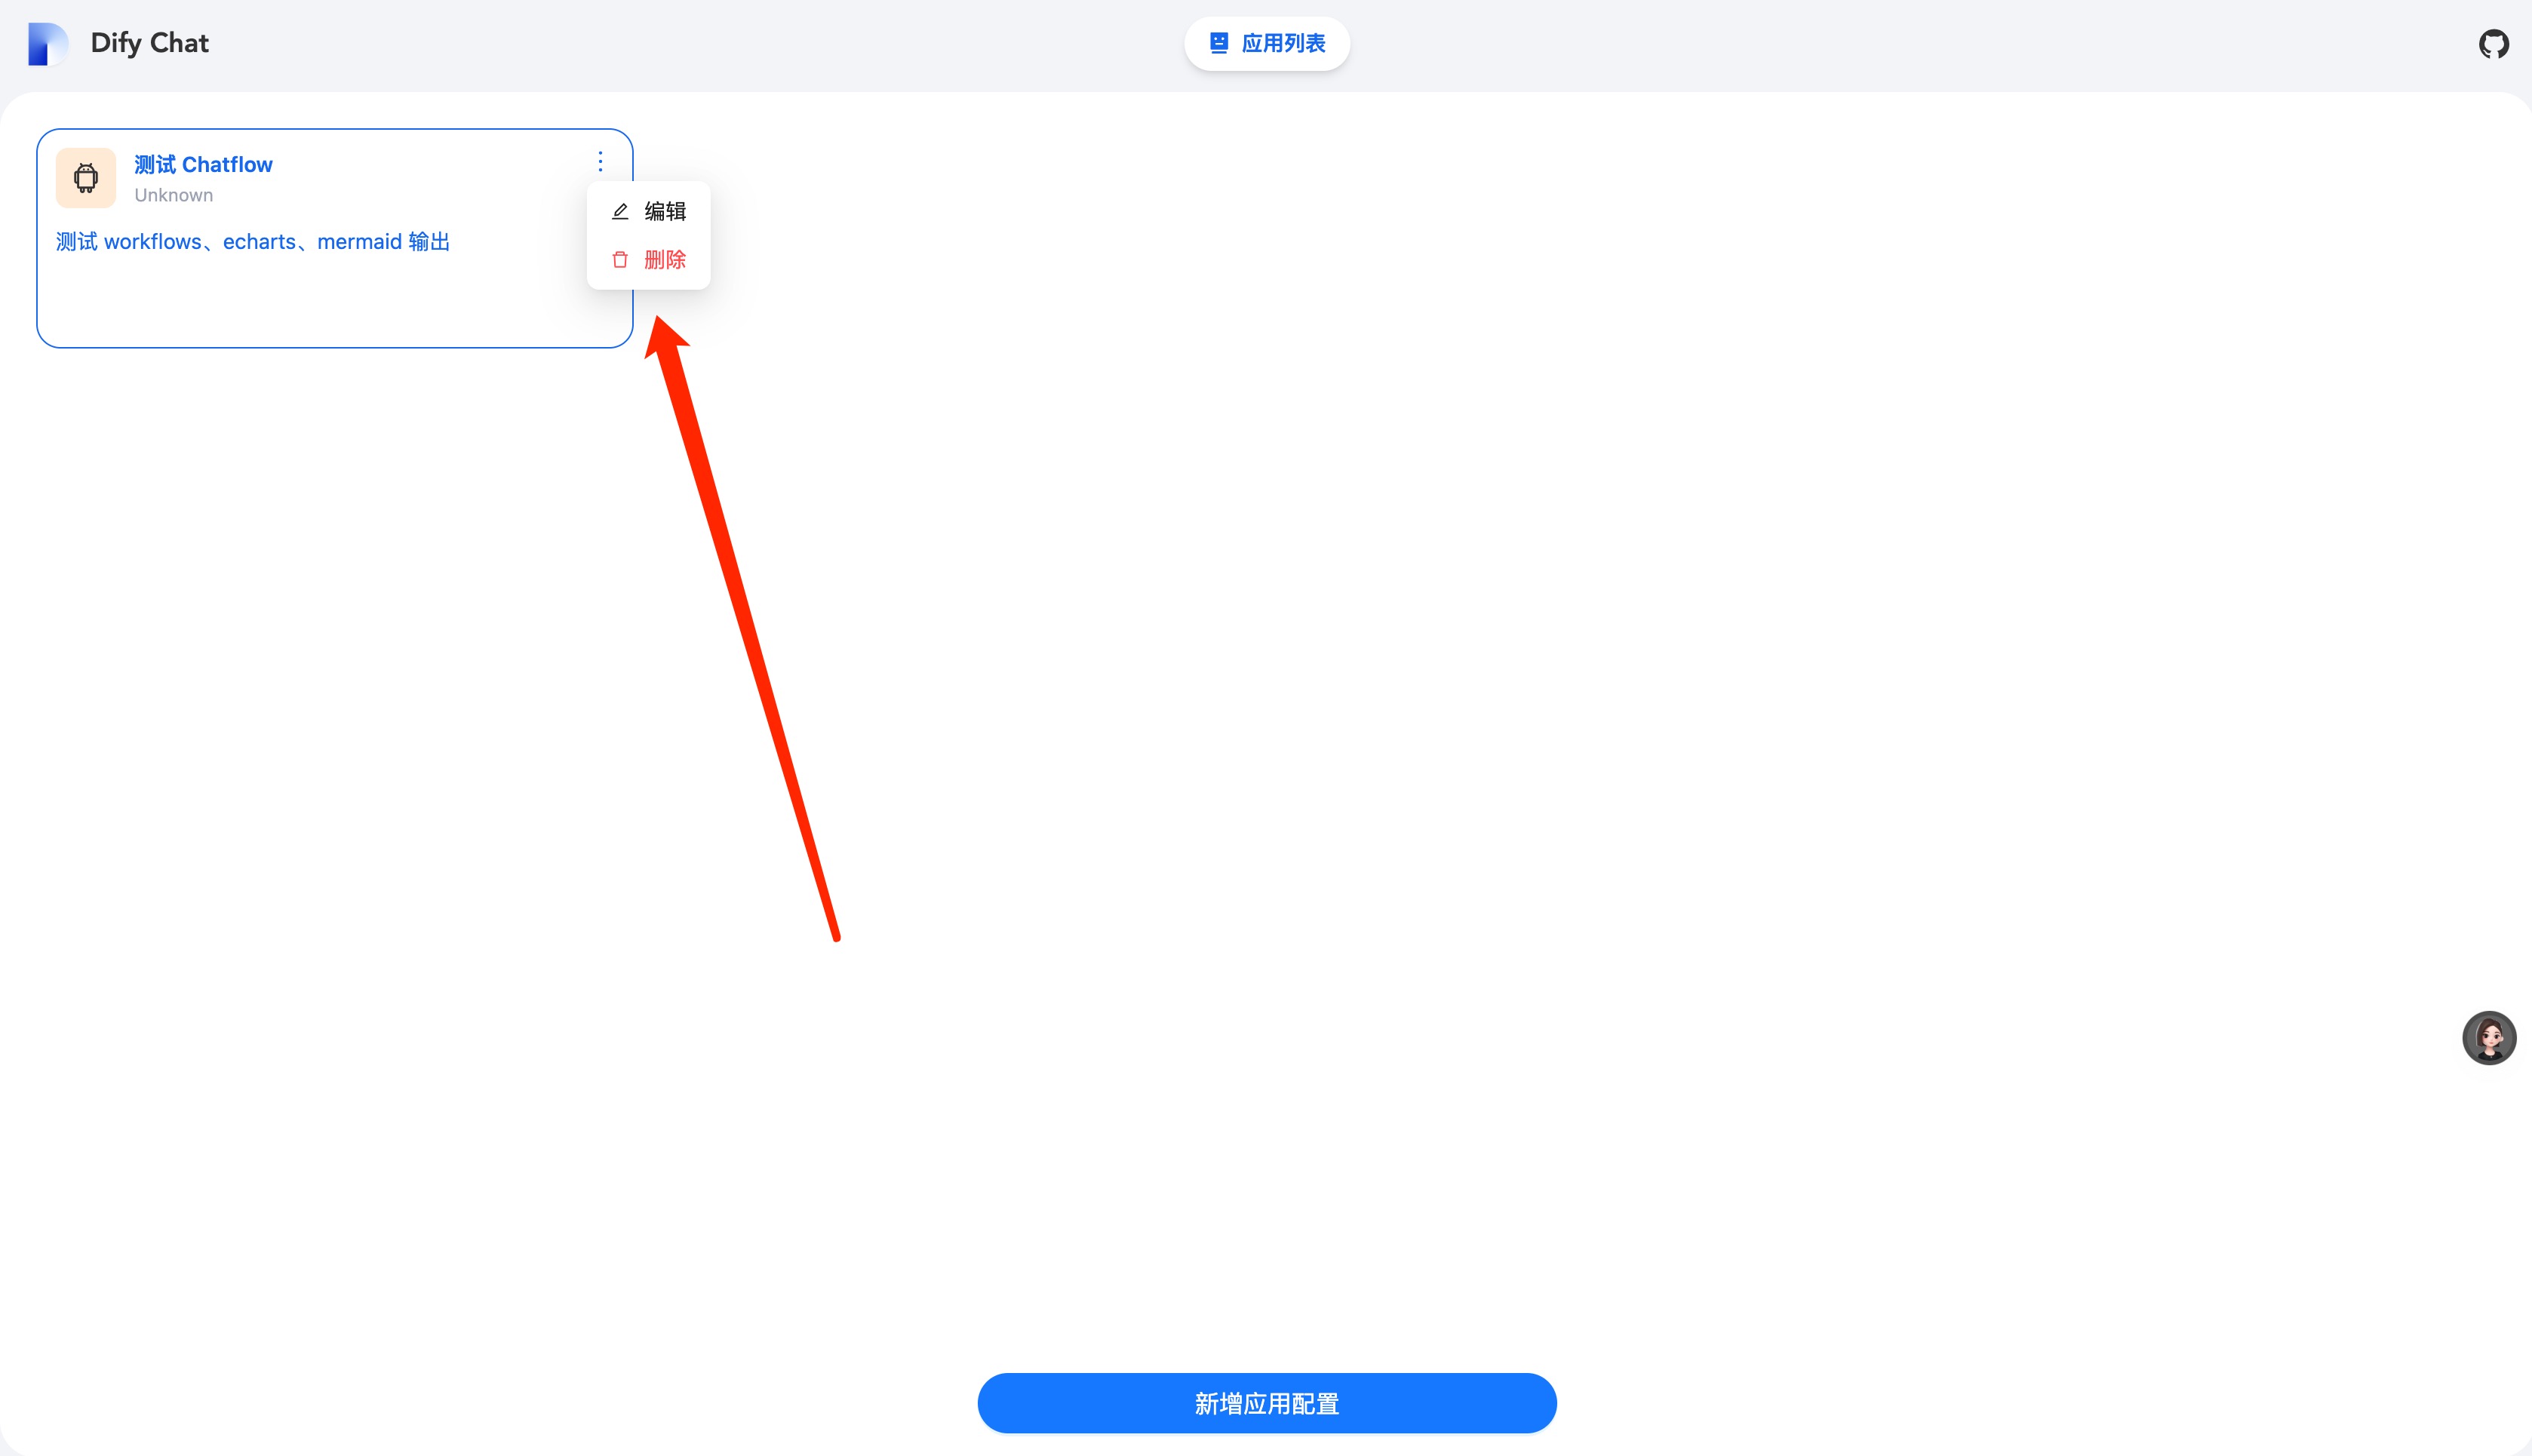 Dify Chat
应用列表
测试 Chatflow
Unknown
编辑
测试 workflows、echarts、mermaid 输出
删除
新增应用配置